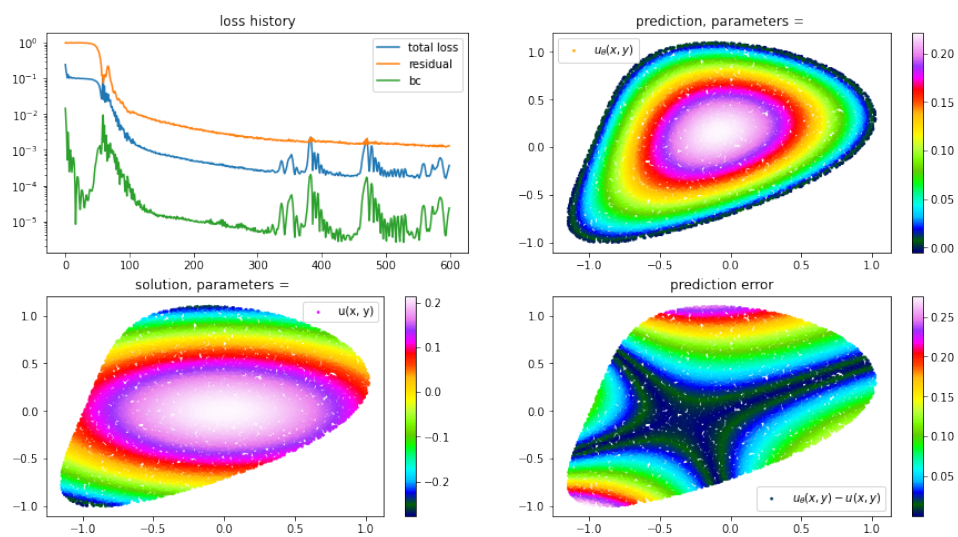 loss history
10⁰
10⁻¹
10⁻²
10⁻³
10⁻⁴
10⁻⁵
0 100 200 300 400 500 600
total loss
residual
bc
prediction, parameters =
1.0
0.5
0.0
−0.5
−1.0
−1.0 −0.5 0.0 0.5 1.0
u_θ(x, y)
0.20
0.15
0.10
0.05
0.00
solution, parameters =
1.0
0.5
0.0
−0.5
−1.0
−1.0 −0.5 0.0 0.5 1.0
u(x, y)
0.2
0.1
0.0
−0.1
−0.2
prediction error
1.0
0.5
0.0
−0.5
−1.0
−1.0 −0.5 0.0 0.5 1.0
u_θ(x, y) − u(x, y)
0.25
0.20
0.15
0.10
0.05